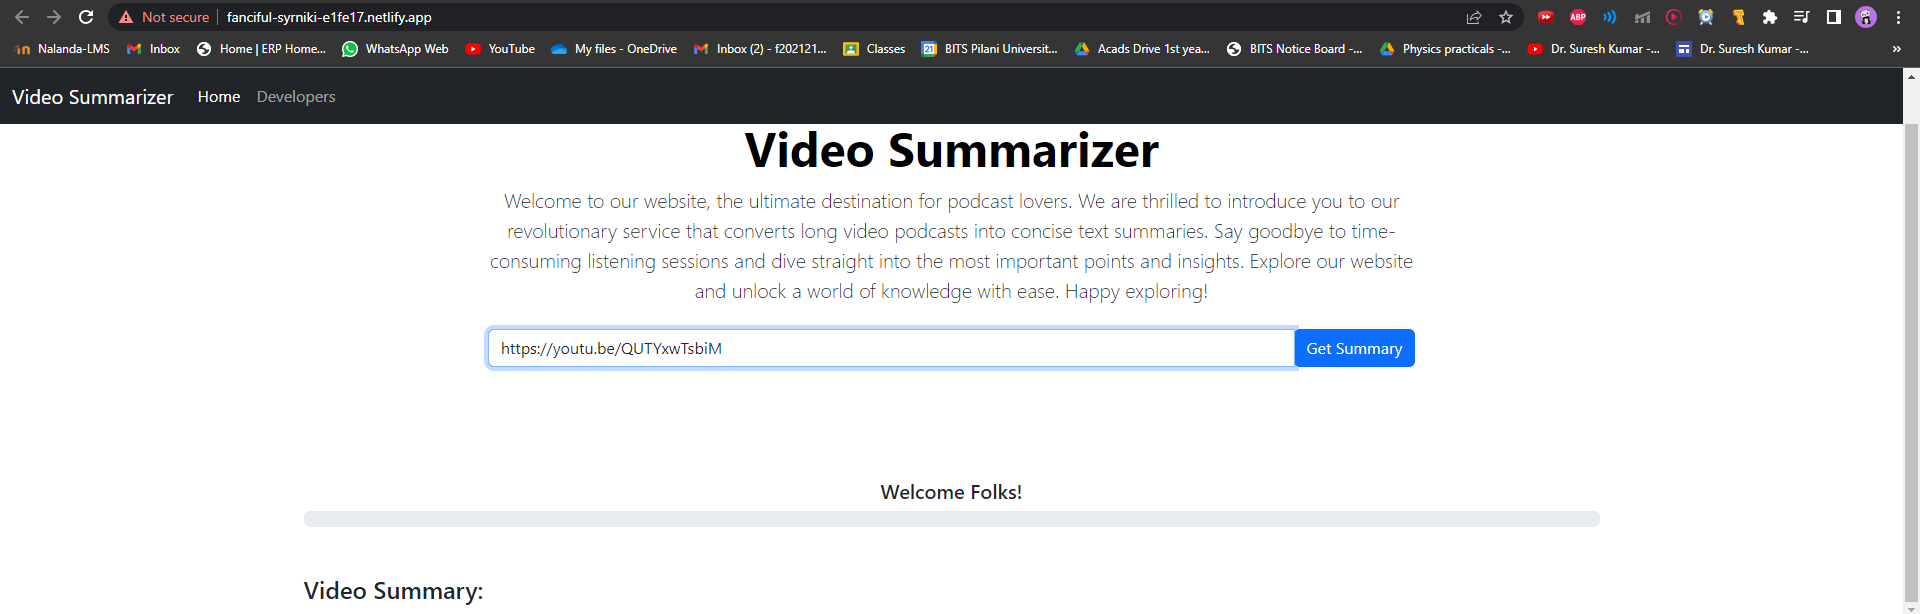 Not secure fanciful-syrniki-e1fe17.netlify.app ABP
Nalanda-LMS Inbox Home | ERP Home... WhatsApp Web YouTube My files - OneDrive Inbox (2) - f202121... Classes 21 BITS Pilani Universit... Acads Drive 1st yea... BITS Notice Board -... Physics practicals -... Dr. Suresh Kumar -... Dr. Suresh Kumar -... »
Video Summarizer Home Developers
Video Summarizer
Welcome to our website, the ultimate destination for podcast lovers. We are thrilled to introduce you to our
revolutionary service that converts long video podcasts into concise text summaries. Say goodbye to time-
consuming listening sessions and dive straight into the most important points and insights. Explore our website
and unlock a world of knowledge with ease. Happy exploring!
https://youtu.be/QUTYxwTsbiM Get Summary
Welcome Folks!
Video Summary: